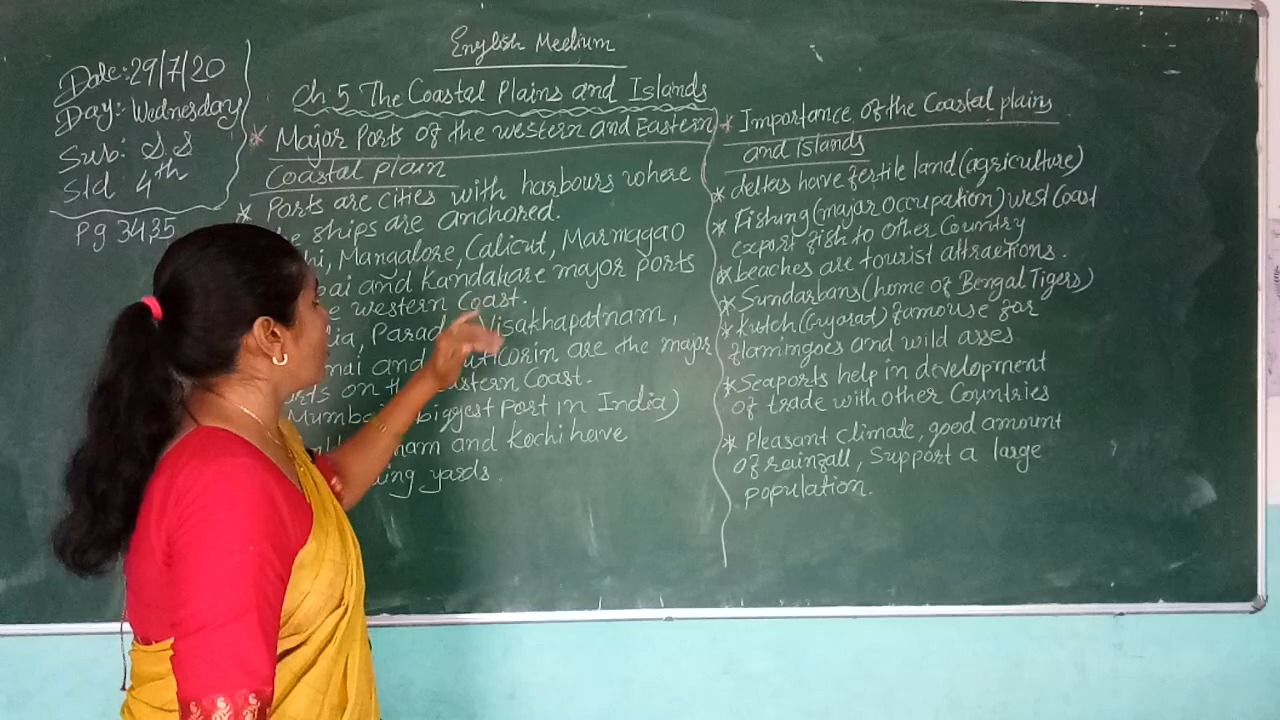 English Medium
Date: 29/7/20
Day: Wednesday
Sub: S S
Std 4th
Pg 34,35
Ch 5 The Coastal Plains and Islands
* Major Ports of the western and Eastern
Coastal plain
* Ports are cities with harbours where
ships are anchored.
Mangalore, Calicut, Marmagao
and Kandakare major ports
western Coast.
Visakhapatnam,
and are the major
on Coast.
biggest port in India)
and Kochi have
yards.
* Importance of the Coastal plains
and Islands
* deltas have fertile land (agriculture)
* Fishing (major occupation) west Coast
export fish to other Country
* beaches are tourist attractions.
* Sundarbans (home of Bengal Tigers)
* Kutch (Gujarat) famouse for
flamingoes and wild asses
* Seaports help in development
of trade with other Countries
* Pleasant climate, good amount
of rainfall, Support a large
population.